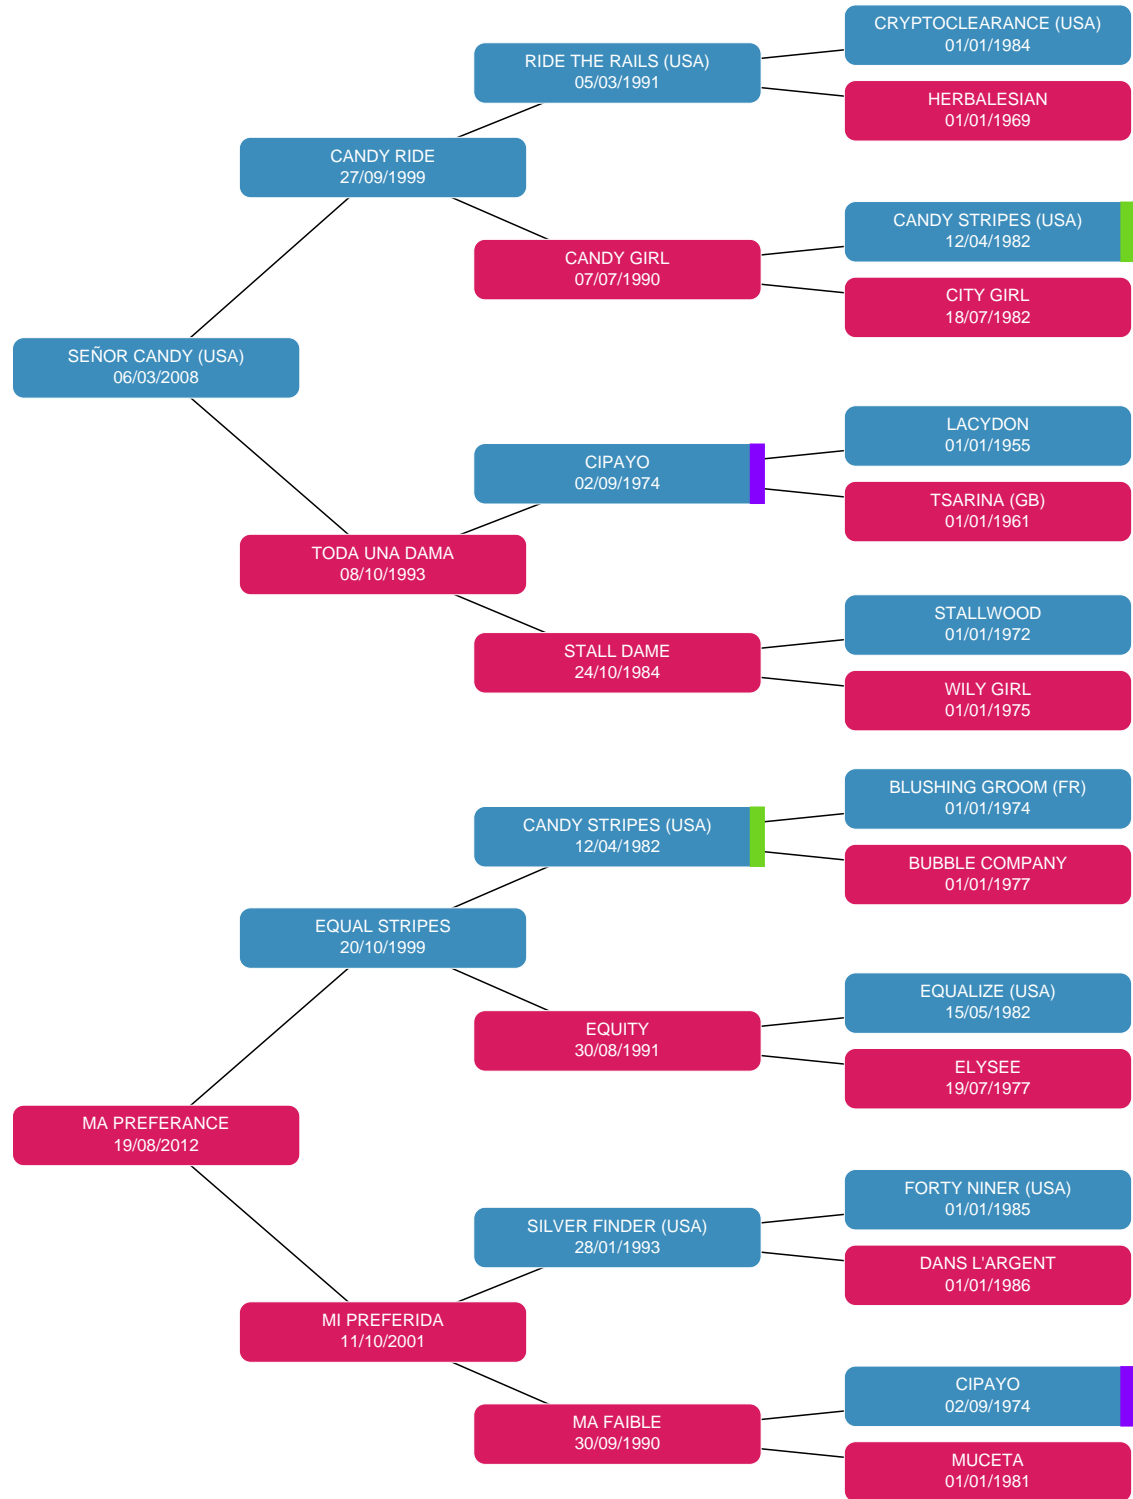 CRYPTOCLEARANCE (USA)
01/01/1984
RIDE THE RAILS (USA)
05/03/1991
HERBALESIAN
01/01/1969
CANDY RIDE
27/09/1999
CANDY STRIPES (USA)
12/04/1982
CANDY GIRL
07/07/1990
CITY GIRL
18/07/1982
SEÑOR CANDY (USA)
06/03/2008
LACYDON
01/01/1955
CIPAYO
02/09/1974
TSARINA (GB)
01/01/1961
TODA UNA DAMA
08/10/1993
STALLWOOD
01/01/1972
STALL DAME
24/10/1984
WILY GIRL
01/01/1975
BLUSHING GROOM (FR)
01/01/1974
CANDY STRIPES (USA)
12/04/1982
BUBBLE COMPANY
01/01/1977
EQUAL STRIPES
20/10/1999
EQUALIZE (USA)
15/05/1982
EQUITY
30/08/1991
ELYSEE
19/07/1977
MA PREFERANCE
19/08/2012
FORTY NINER (USA)
01/01/1985
SILVER FINDER (USA)
28/01/1993
DANS L'ARGENT
01/01/1986
MI PREFERIDA
11/10/2001
CIPAYO
02/09/1974
MA FAIBLE
30/09/1990
MUCETA
01/01/1981